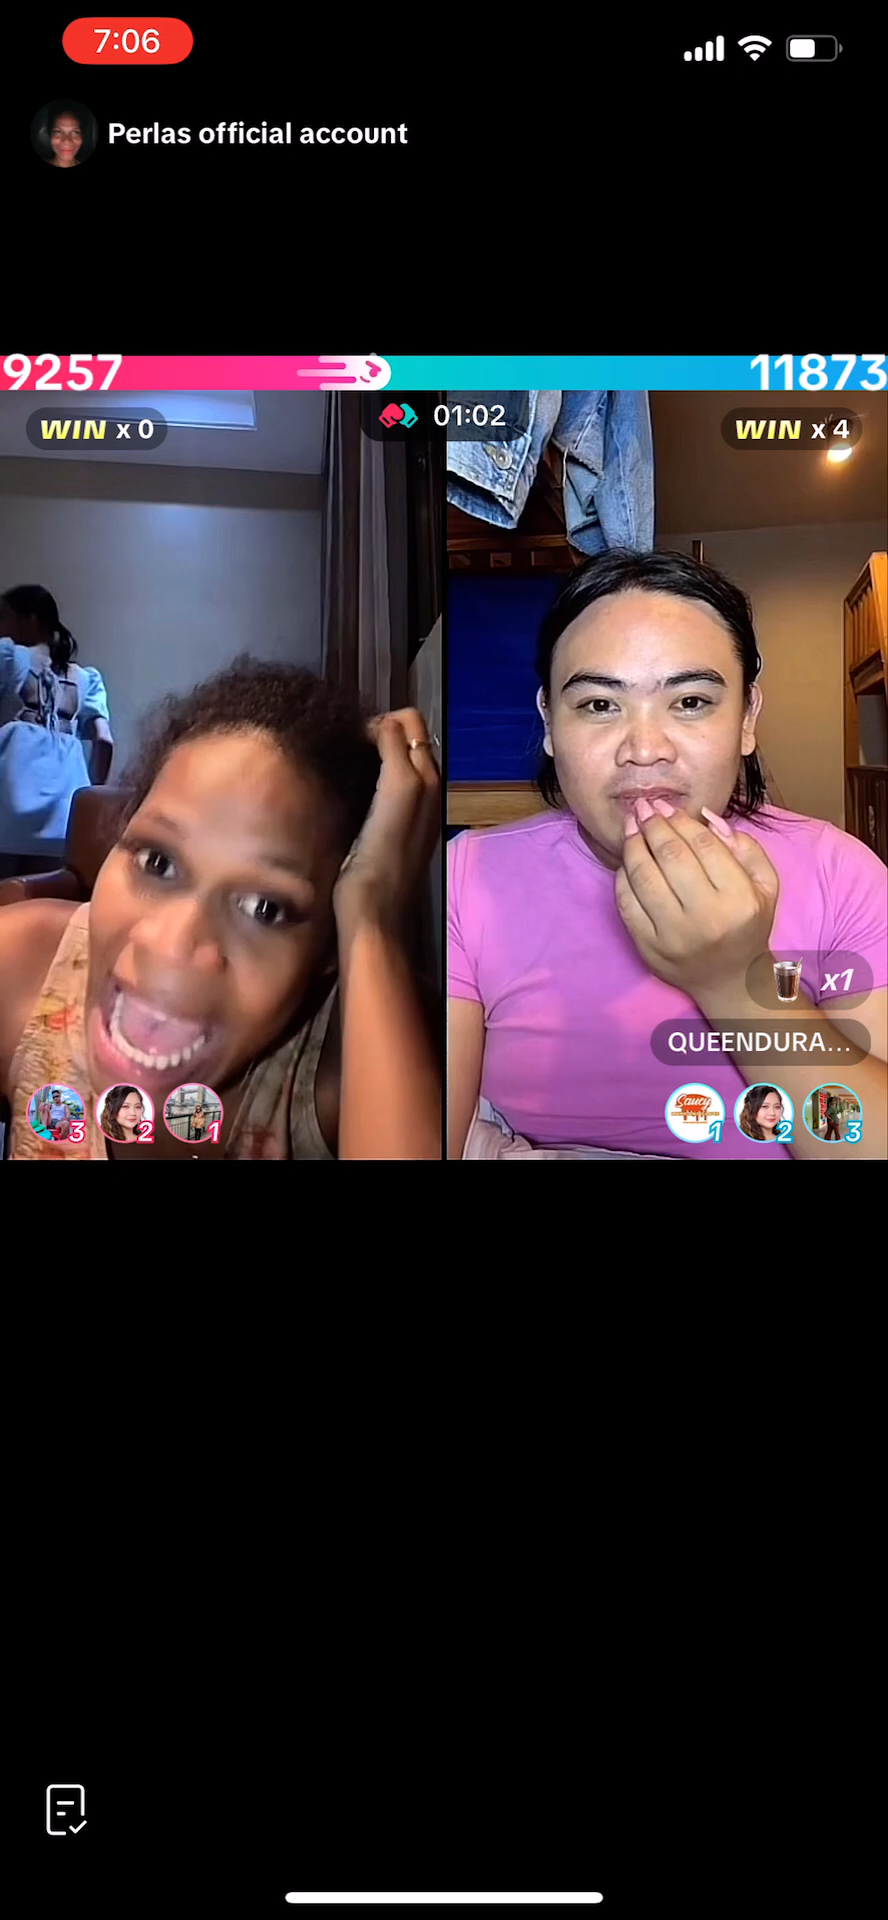 7:06
Perlas official account
9257
11873
WIN x 0
01:02
WIN x 4
x1
QUEENDURA...
Saucy
3
2
1
1
2
3